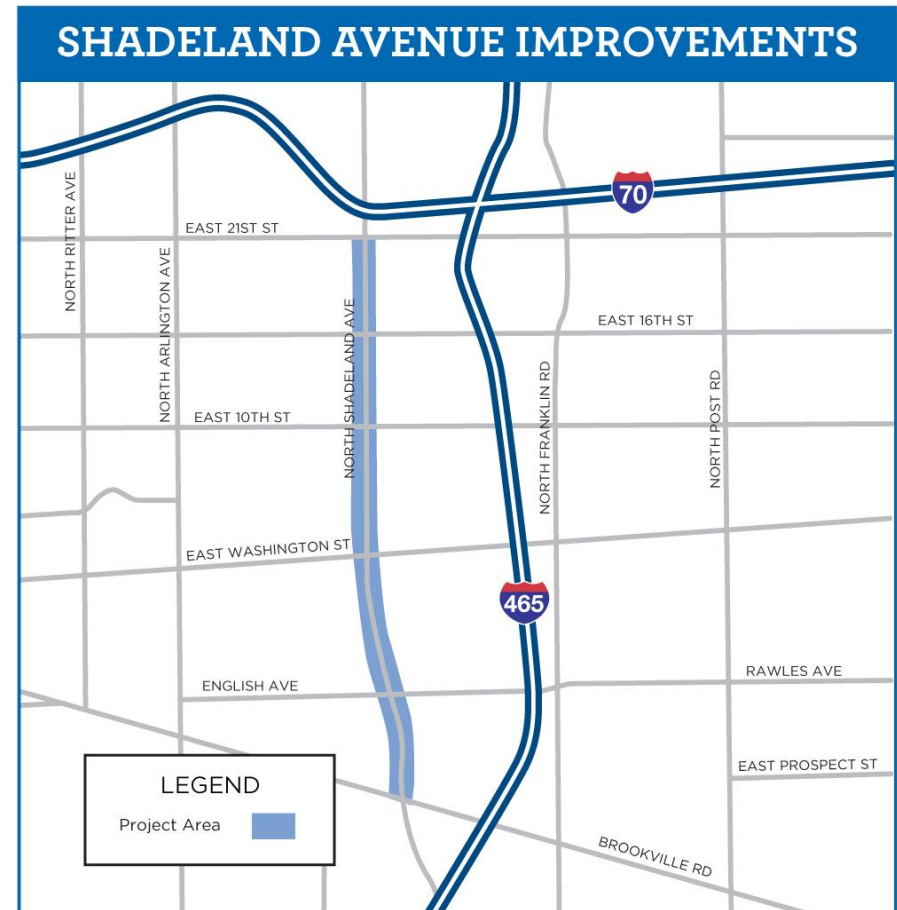 SHADELAND AVENUE IMPROVEMENTS
70
NORTH RITTER AVE
EAST 21ST ST
NORTH ARLINGTON AVE
NORTH SHADELAND AVE
EAST 16TH ST
NORTH FRANKLIN RD
NORTH POST RD
EAST 10TH ST
EAST WASHINGTON ST
465
ENGLISH AVE
RAWLES AVE
EAST PROSPECT ST
LEGEND
Project Area
BROOKVILLE RD